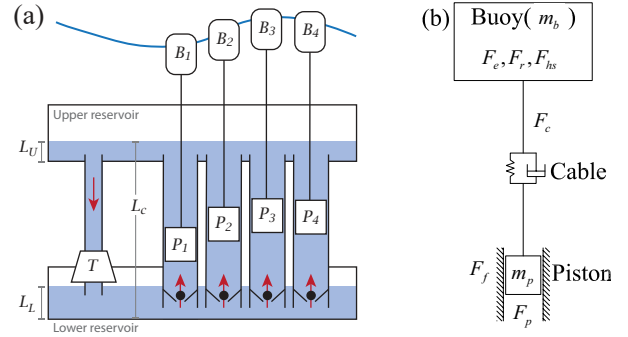 (a)
B1 B2 B3 B4
Upper reservoir
LU
Lc
P1 P2 P3 P4
T
LL
Lower reservoir
(b)
Buoy( mb )
Fe, Fr, Fhs
Fc
Cable
Ff mp Piston
Fp